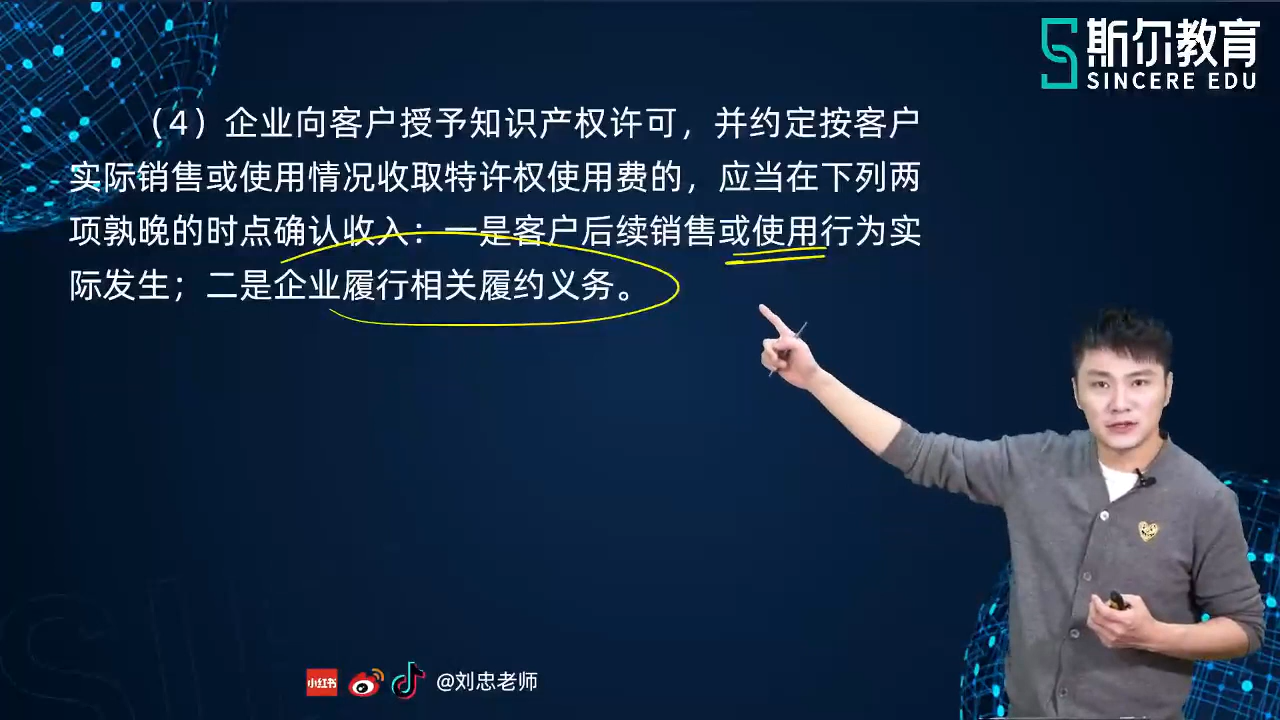 斯尔教育
SINCERE EDU
（4）企业向客户授予知识产权许可，并约定按客户
实际销售或使用情况收取特许权使用费的，应当在下列两
项孰晚的时点确认收入：一是客户后续销售或使用行为实
际发生；二是企业履行相关履约义务。
小红书
@刘忠老师